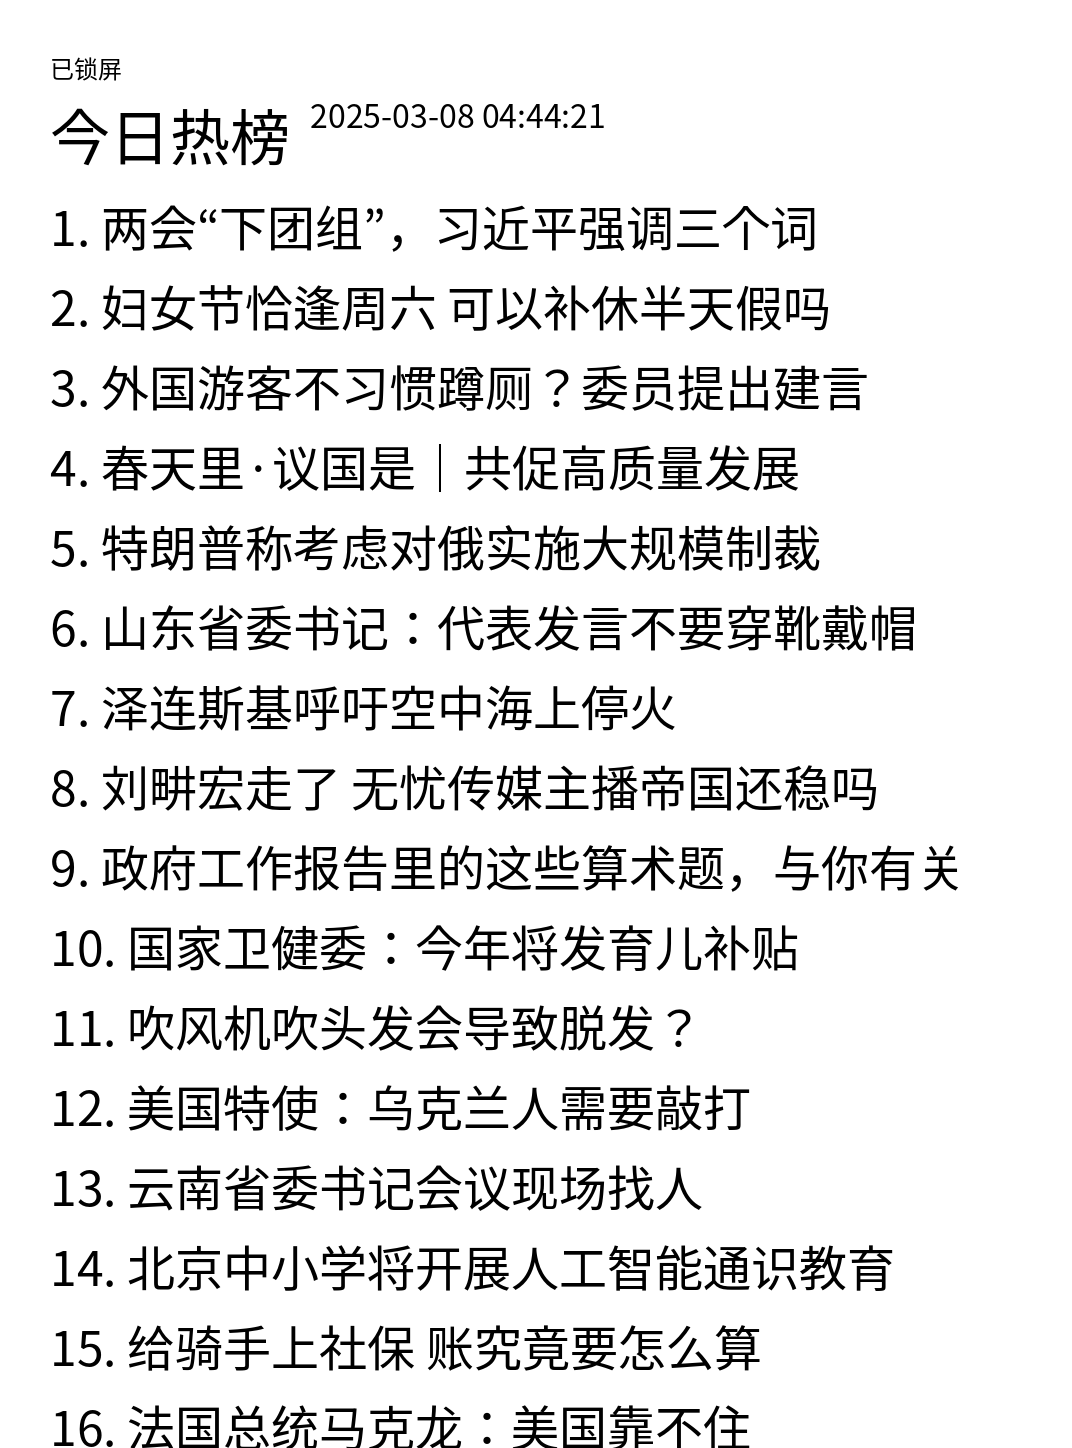 已锁屏
今日热榜 2025-03-08 04:44:21
1. 两会“下团组”，习近平强调三个词
2. 妇女节恰逢周六 可以补休半天假吗
3. 外国游客不习惯蹲厕？委员提出建言
4. 春天里·议国是｜共促高质量发展
5. 特朗普称考虑对俄实施大规模制裁
6. 山东省委书记：代表发言不要穿靴戴帽
7. 泽连斯基呼吁空中海上停火
8. 刘畊宏走了 无忧传媒主播帝国还稳吗
9. 政府工作报告里的这些算术题，与你有关
10. 国家卫健委：今年将发育儿补贴
11. 吹风机吹头发会导致脱发？
12. 美国特使：乌克兰人需要敲打
13. 云南省委书记会议现场找人
14. 北京中小学将开展人工智能通识教育
15. 给骑手上社保 账究竟要怎么算
16. 法国总统马克龙：美国靠不住